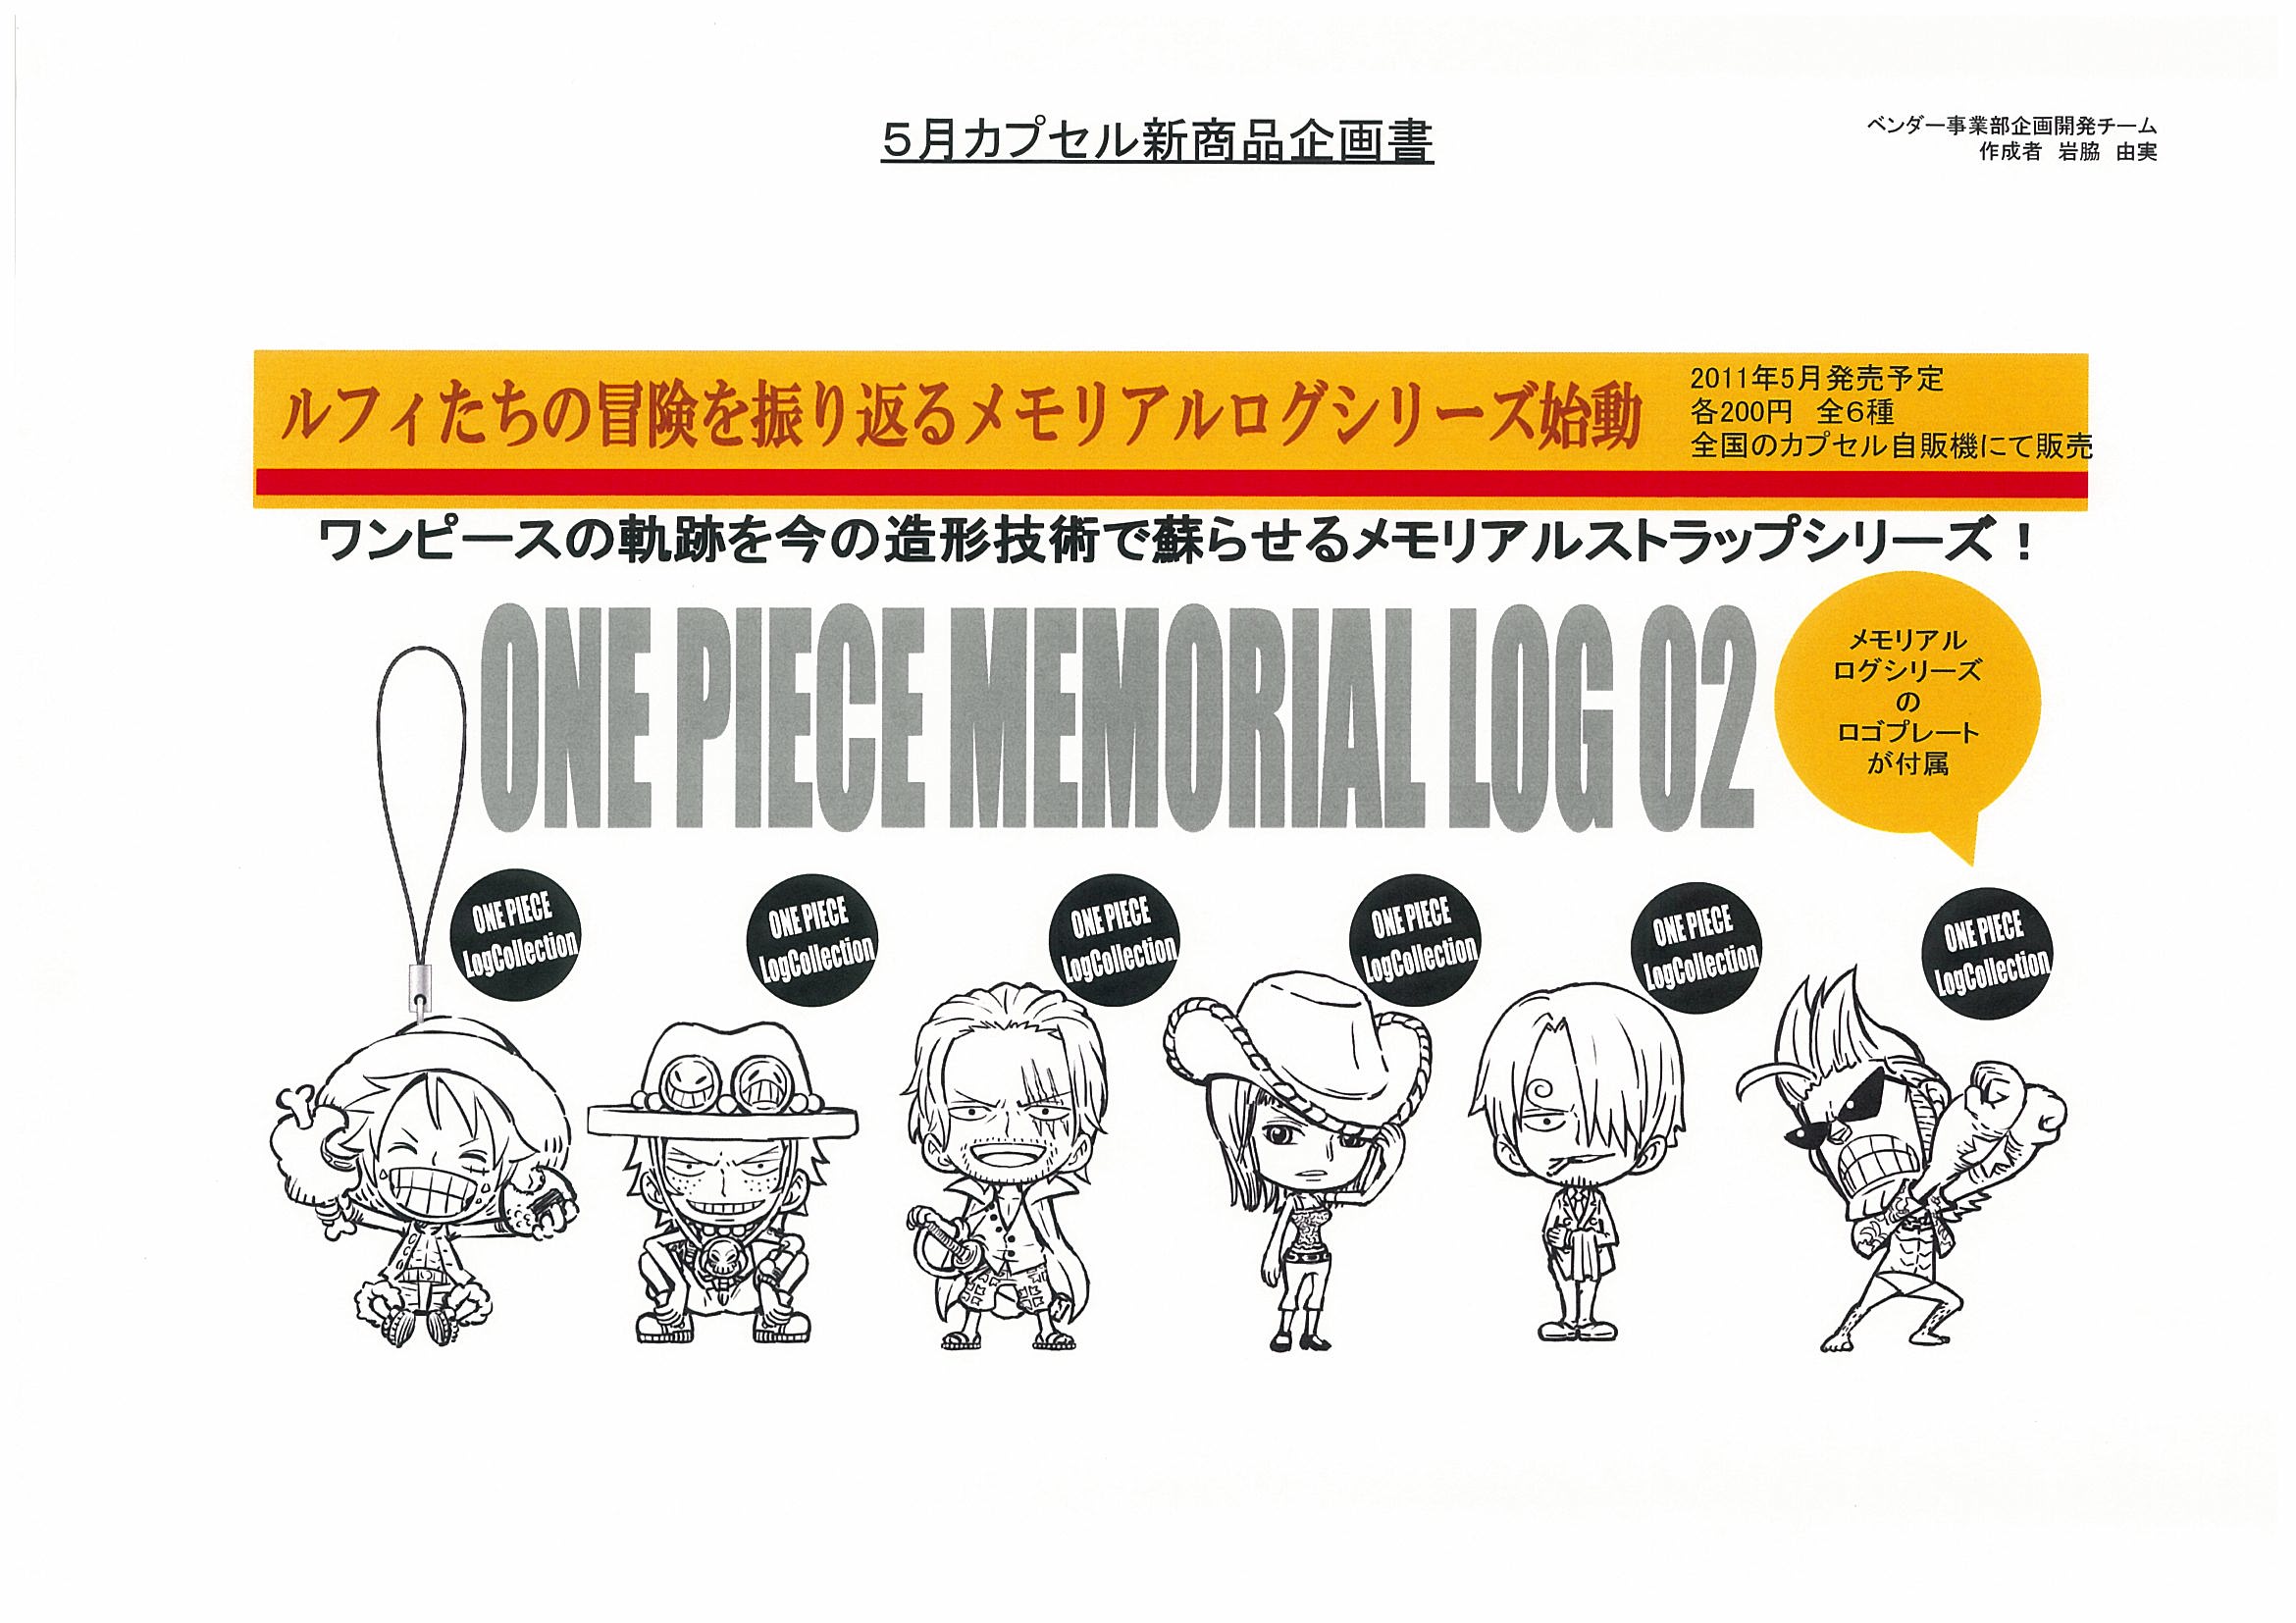 ５月カプセル新商品企画書
ベンダー事業部企画開発チーム
作成者　岩脇　由実
ルフィたちの冒険を振り返るメモリアルログシリーズ始動
2011年5月発売予定
各200円　全６種
全国のカプセル自販機にて販売
ワンピースの軌跡を今の造形技術で蘇らせるメモリアルストラップシリーズ！
ONE PIECE MEMORIAL LOG 02
メモリアル
ログシリーズ
の
ロゴプレート
が付属
ONE PIECE
LogCollection
ONE PIECE
LogCollection
ONE PIECE
LogCollection
ONE PIECE
LogCollection
ONE PIECE
LogCollection
ONE PIECE
LogCollection